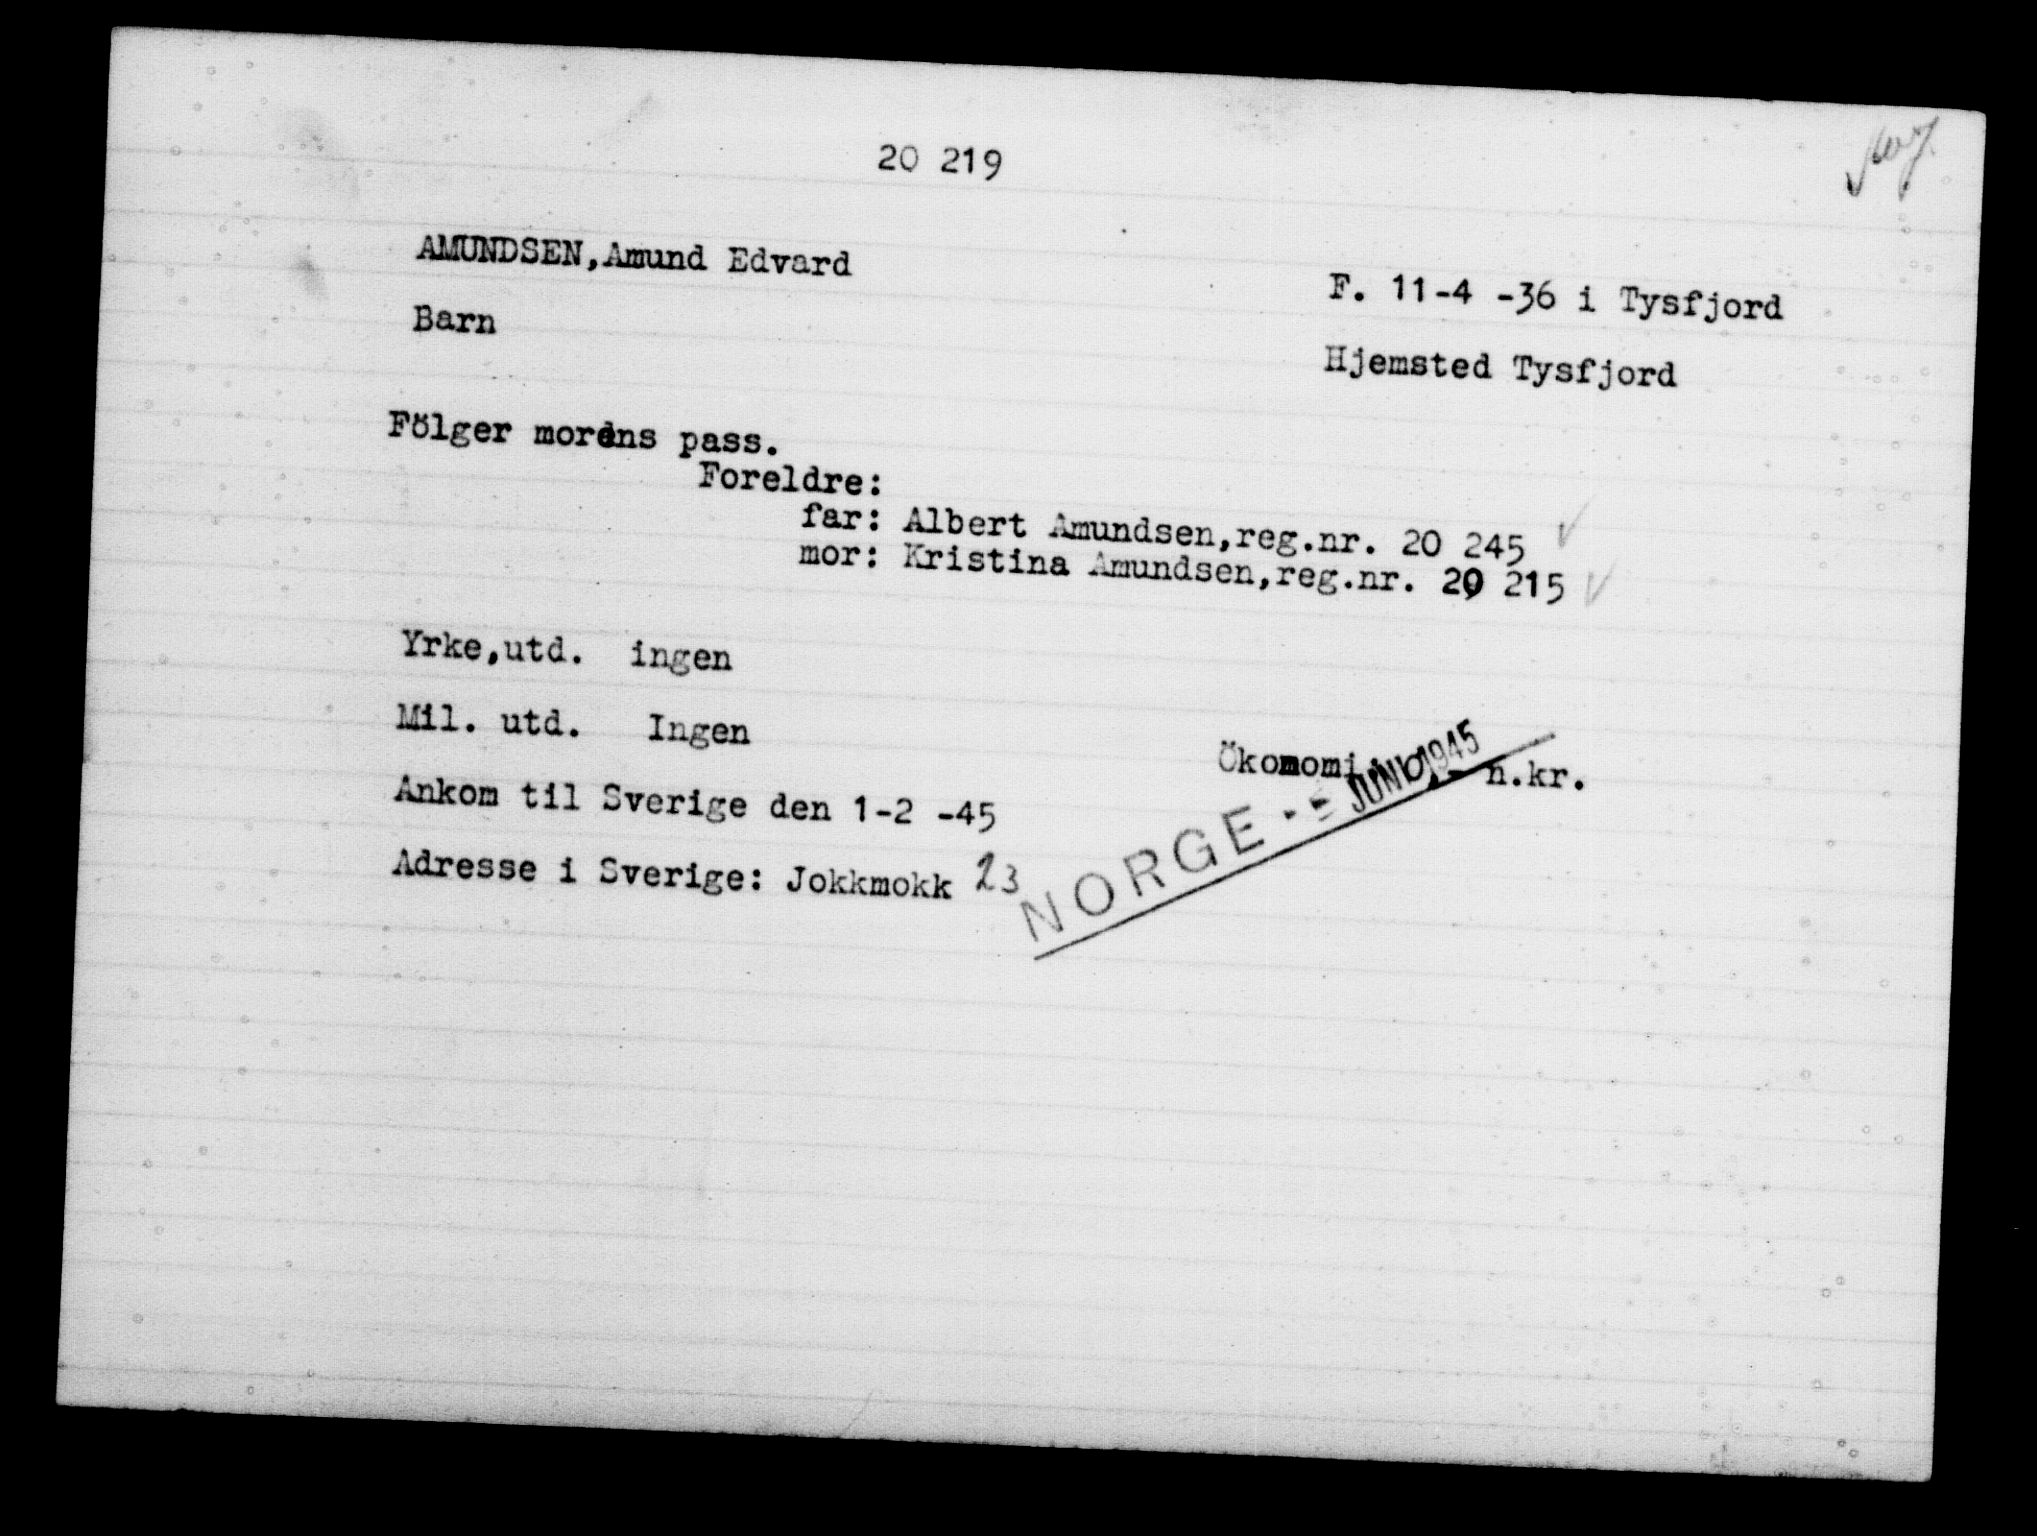 20 219
AMUNDSEN,Amund Edvard
F. 11-4 -36 i Tysfjord
Barn
Hjemsted Tysfjord
Fölger morens pass.
Foreldre:
far: Albert Amundsen,reg.nr. 20 245 ✓
mor: Kristina Amundsen,reg.nr. 20 215 ✓
Yrke,utd. ingen
Mil. utd. Ingen
Ökonomi: 0,- n.kr.
Ankom til Sverige den 1-2 -45
Adresse i Sverige: Jokkmokk 23
NORGE - 5 JUNI 1945